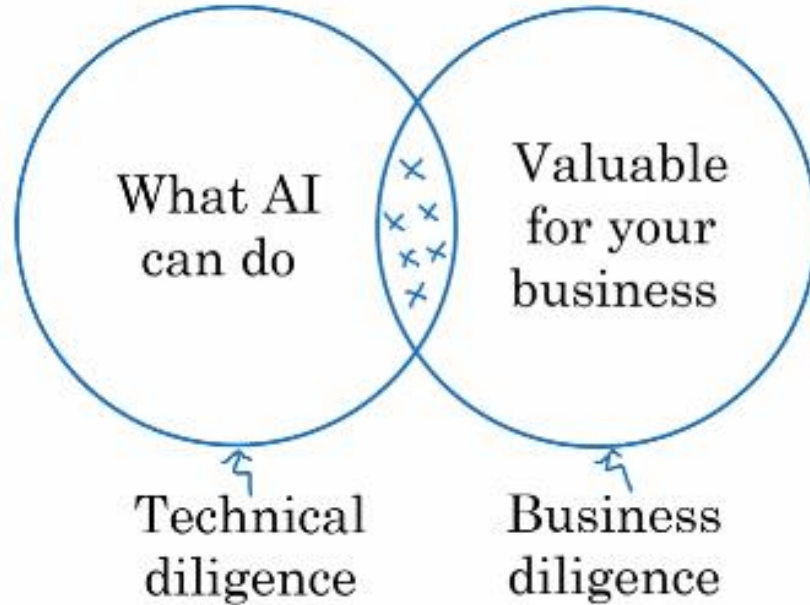 What AI
can do
Valuable
for your
business
Technical
diligence
Business
diligence